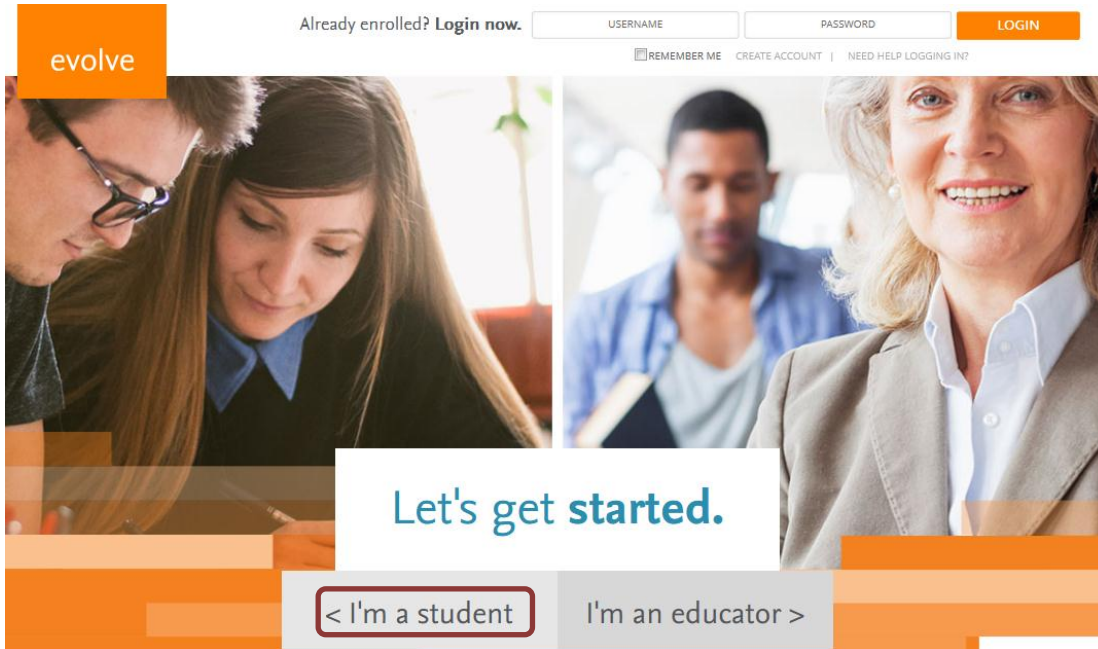 Already enrolled? Login now. USERNAME PASSWORD LOGIN
evolve
REMEMBER ME CREATE ACCOUNT | NEED HELP LOGGING IN?
Let's get started.
< I'm a student I'm an educator >